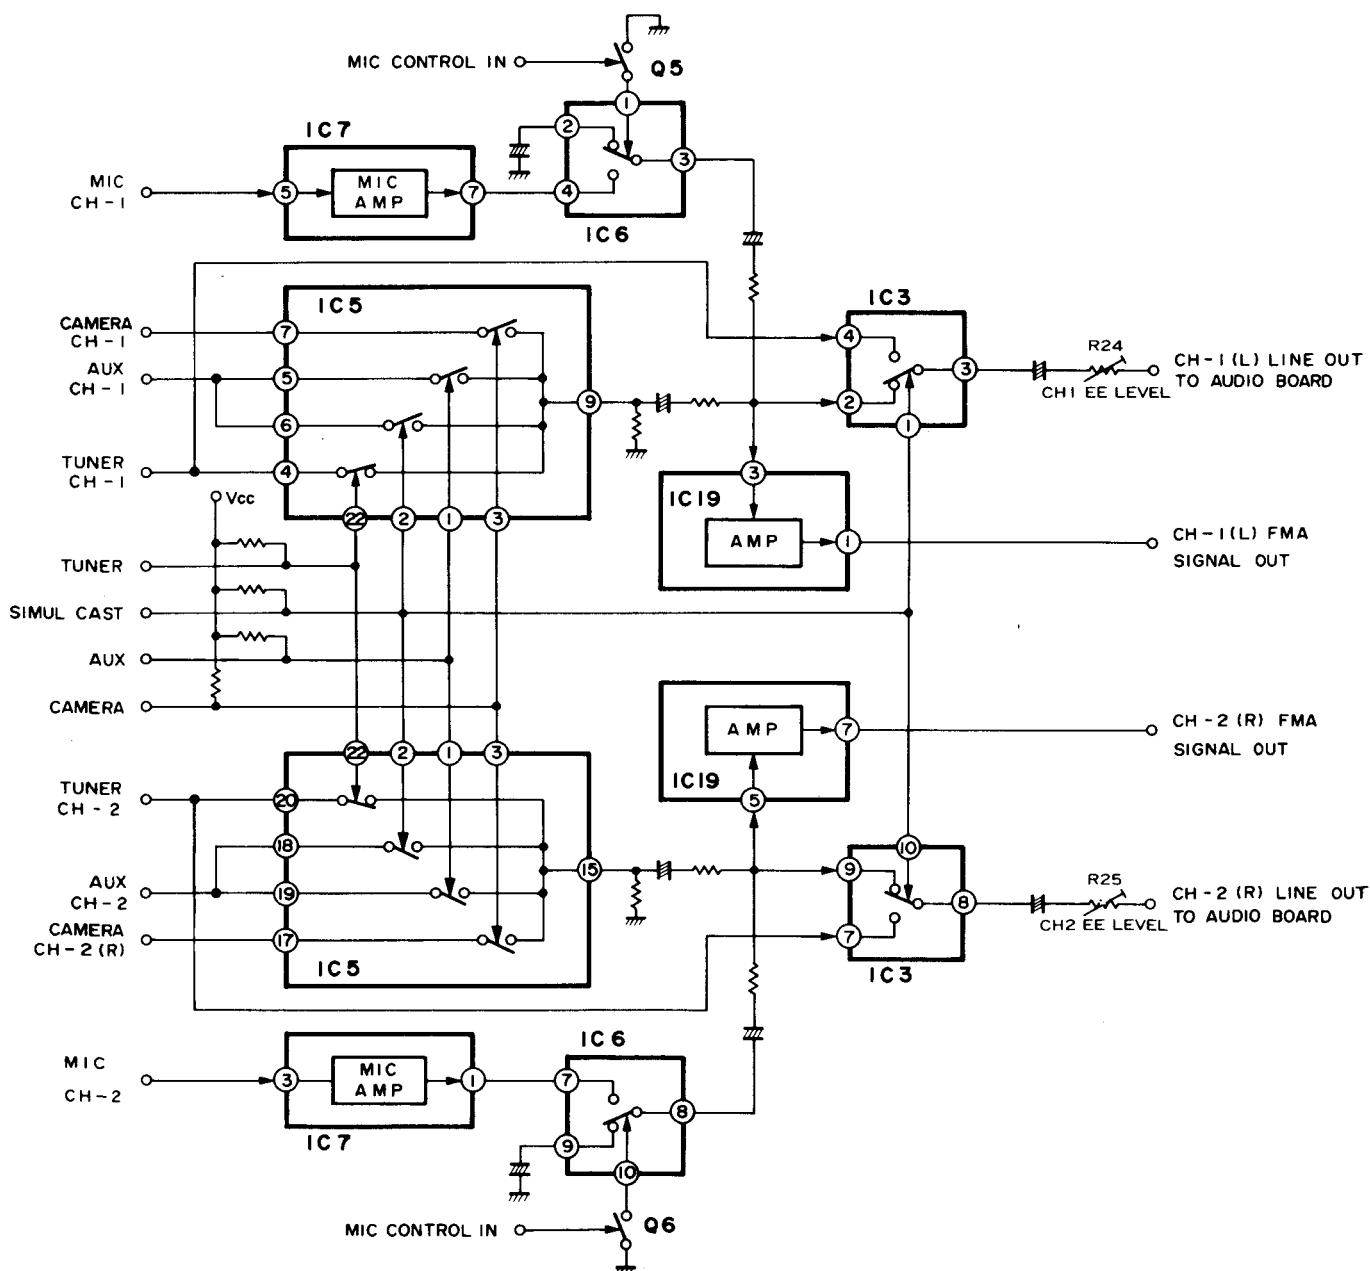 MIC CONTROL IN
Q5
1
IC7
2
3
MIC
CH-1
5
MIC
AMP
7
4
IC6
IC5
IC3
CAMERA
CH-1
7
4
R24
CH-1(L) LINE OUT
TO AUDIO BOARD
AUX
CH-1
5
3
CH1 EE LEVEL
9
2
6
1
TUNER
CH-1
4
3
Vcc
22
2
1
3
IC19
AMP
1
CH-1(L) FMA
SIGNAL OUT
TUNER
SIMUL CAST
AUX
CAMERA
AMP
7
CH-2(R) FMA
SIGNAL OUT
22
2
1
3
IC19
TUNER
CH-2
20
5
18
10
15
9
AUX
CH-2
19
8
R25
CH-2(R) LINE OUT
TO AUDIO BOARD
CH2 EE LEVEL
CAMERA
CH-2(R)
17
7
IC5
IC3
IC6
MIC
CH-2
3
MIC
AMP
1
7
8
IC7
9
10
MIC CONTROL IN
Q6